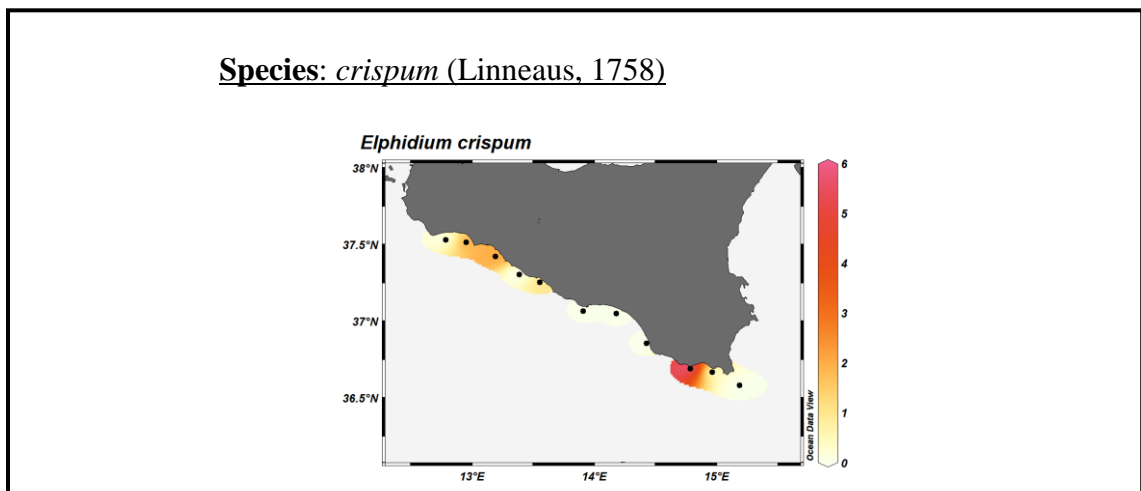 Species: crispum (Linneaus, 1758)
Elphidium crispum
38°N
37.5°N
37°N
36.5°N
13°E
14°E
15°E
6
5
4
3
2
1
0
Ocean Data View